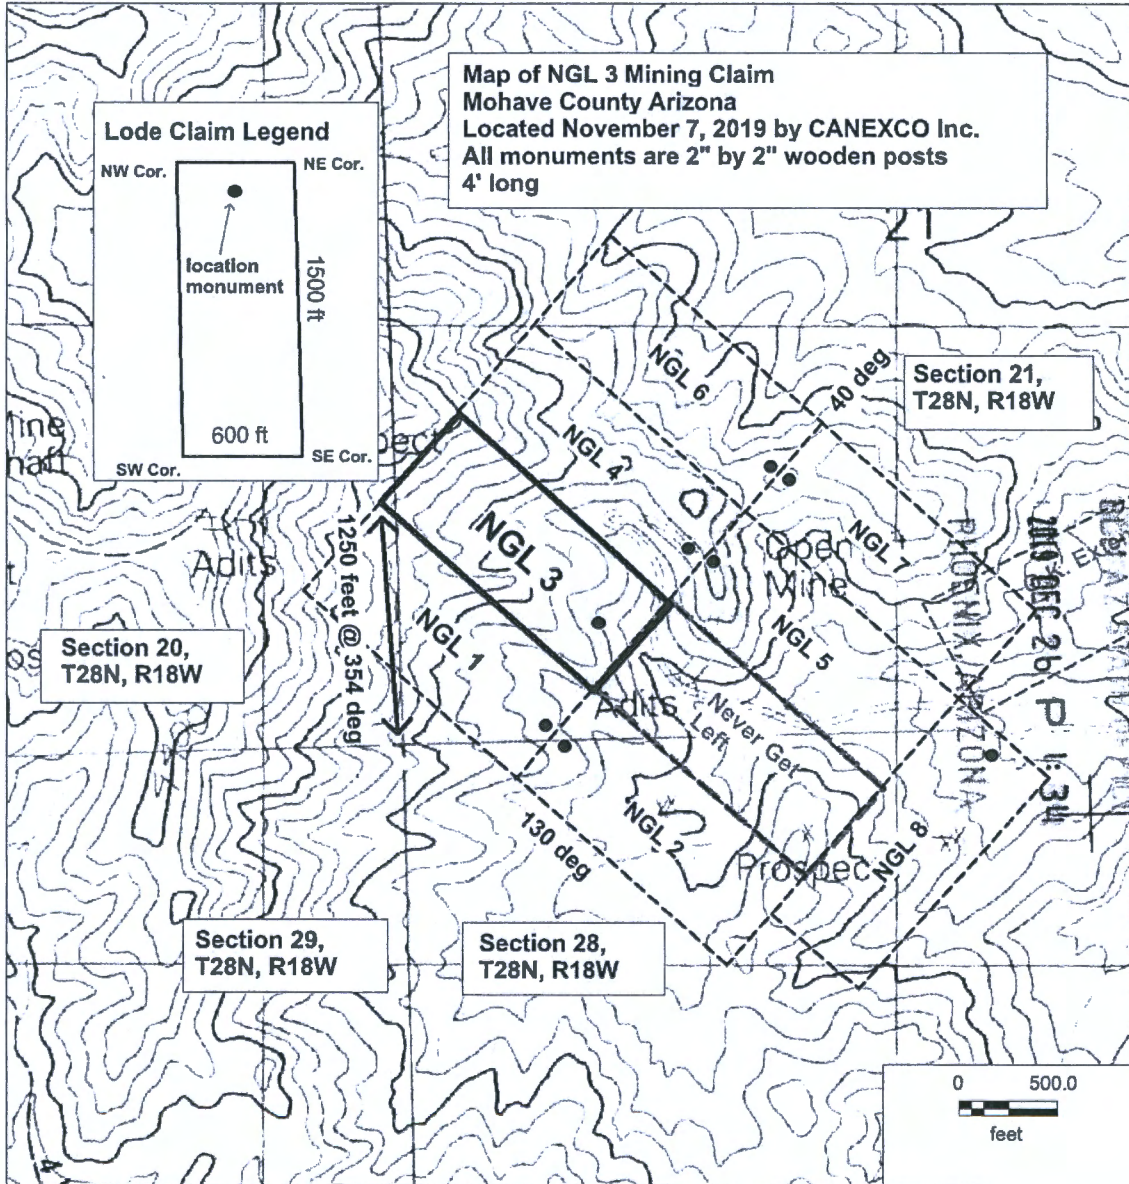 Map of NGL 3 Mining Claim
Mohave County Arizona
Located November 7, 2019 by CANEXCO Inc.
All monuments are 2" by 2" wooden posts
4' long
Lode Claim Legend
NW Cor.
NE Cor.
location
monument
1500 ft
600 ft
SW Cor.
SE Cor.
21
NGL 6
40 deg
Section 21,
T28N, R18W
NGL 4
NGL 3
NGL 7
Open
Mine
Adits
1250 feet @ 354 deg
NGL 1
NGL 5
Section 20,
T28N, R18W
Adits
Never Get
Left
NGL 2
130 deg
Prospec
NGL 8
PHOENIX, ARIZONA
2019 DEC 26 P 1:34
Section 29,
T28N, R18W
Section 28,
T28N, R18W
0 500.0
feet
4